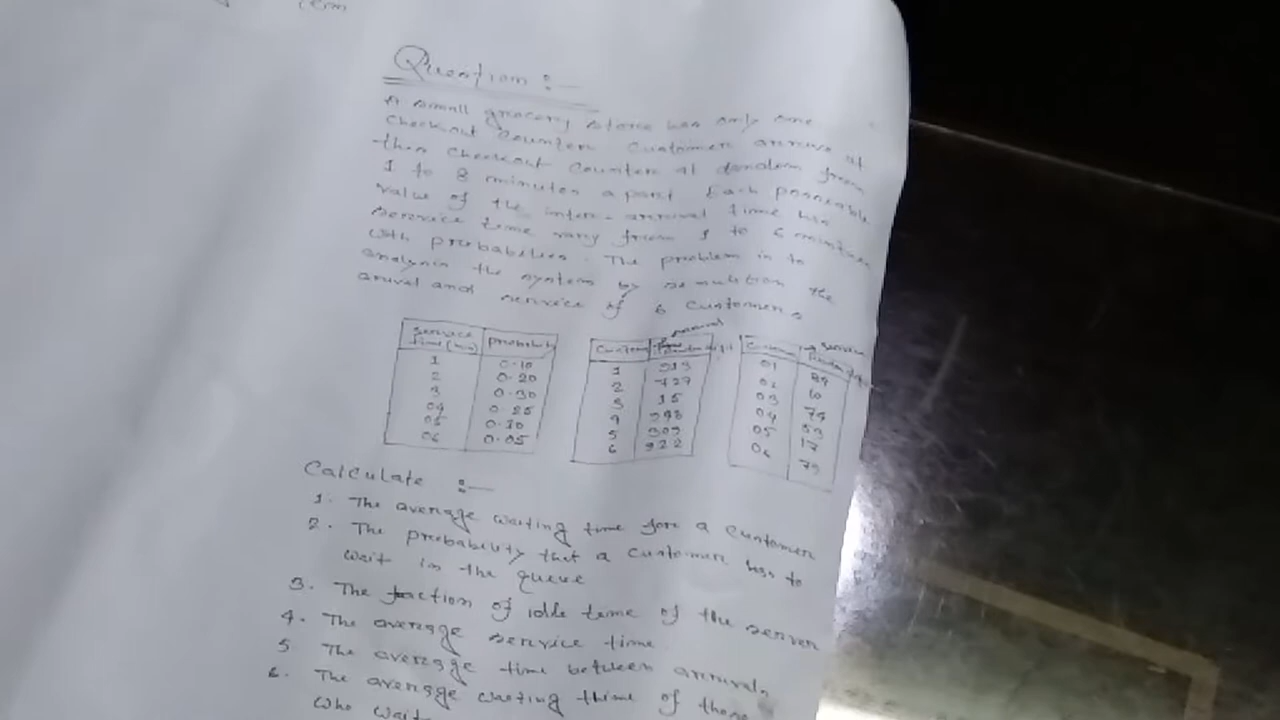 term
Question :-
A small grocery store has only one
Checkout Counter. Customer arrive at
this Checkout Counter at random from
1 to 8 minutes apart. Each possible
value of the inter-arrival time has
service time vary from 1 to 6 minutes
with probabilities. The problem is to
analysis the system by the
arival and service of 6 Customers
Service Time (min) Probability
1 0.10
2 0.20
3 0.30
04 0.25
05 0.10
06 0.05
Custom arrival
1 913
2 727
3 15
4 948
5 309
6 922
Customer service
01 84
02 10
03 74
04 53
05 17
06 79
Calculate :-
1. The average waiting time for a Customer
2. The probability that a customer has to
wait in the queue
3. The fraction of idle time of the server
4. The average service time
5 The average time between arrivals
6. The average waiting thime of those
who wait